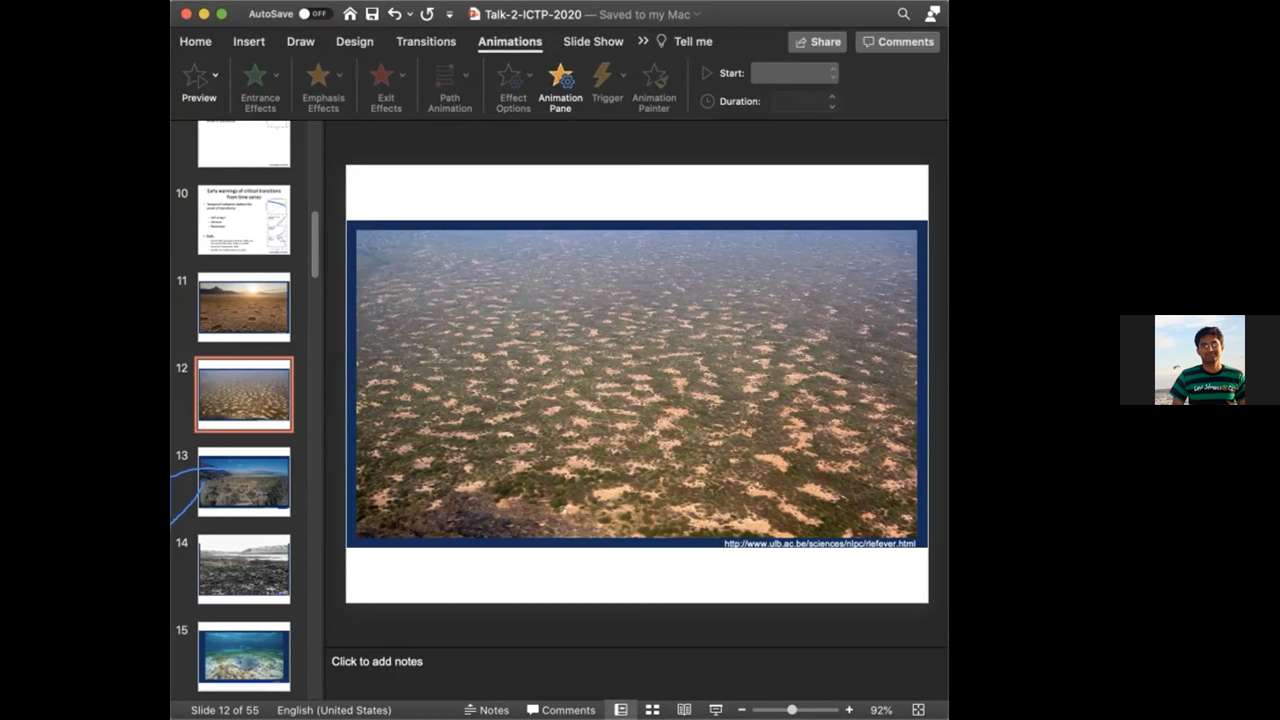 AutoSave OFF Talk-2-ICTP-2020 — Saved to my Mac
Home Insert Draw Design Transitions Animations Slide Show Tell me Share Comments
Preview Entrance Effects Emphasis Effects Exit Effects Path Animation Effect Options Animation Pane Trigger Animation Painter
Start:
Duration:
10
Early warnings of critical transitions
from time series
11
12
13
14
15
http://www.ulb.ac.be/sciences/nlpc/rlefever.html
Click to add notes
Slide 12 of 55 English (United States) Notes Comments 92%